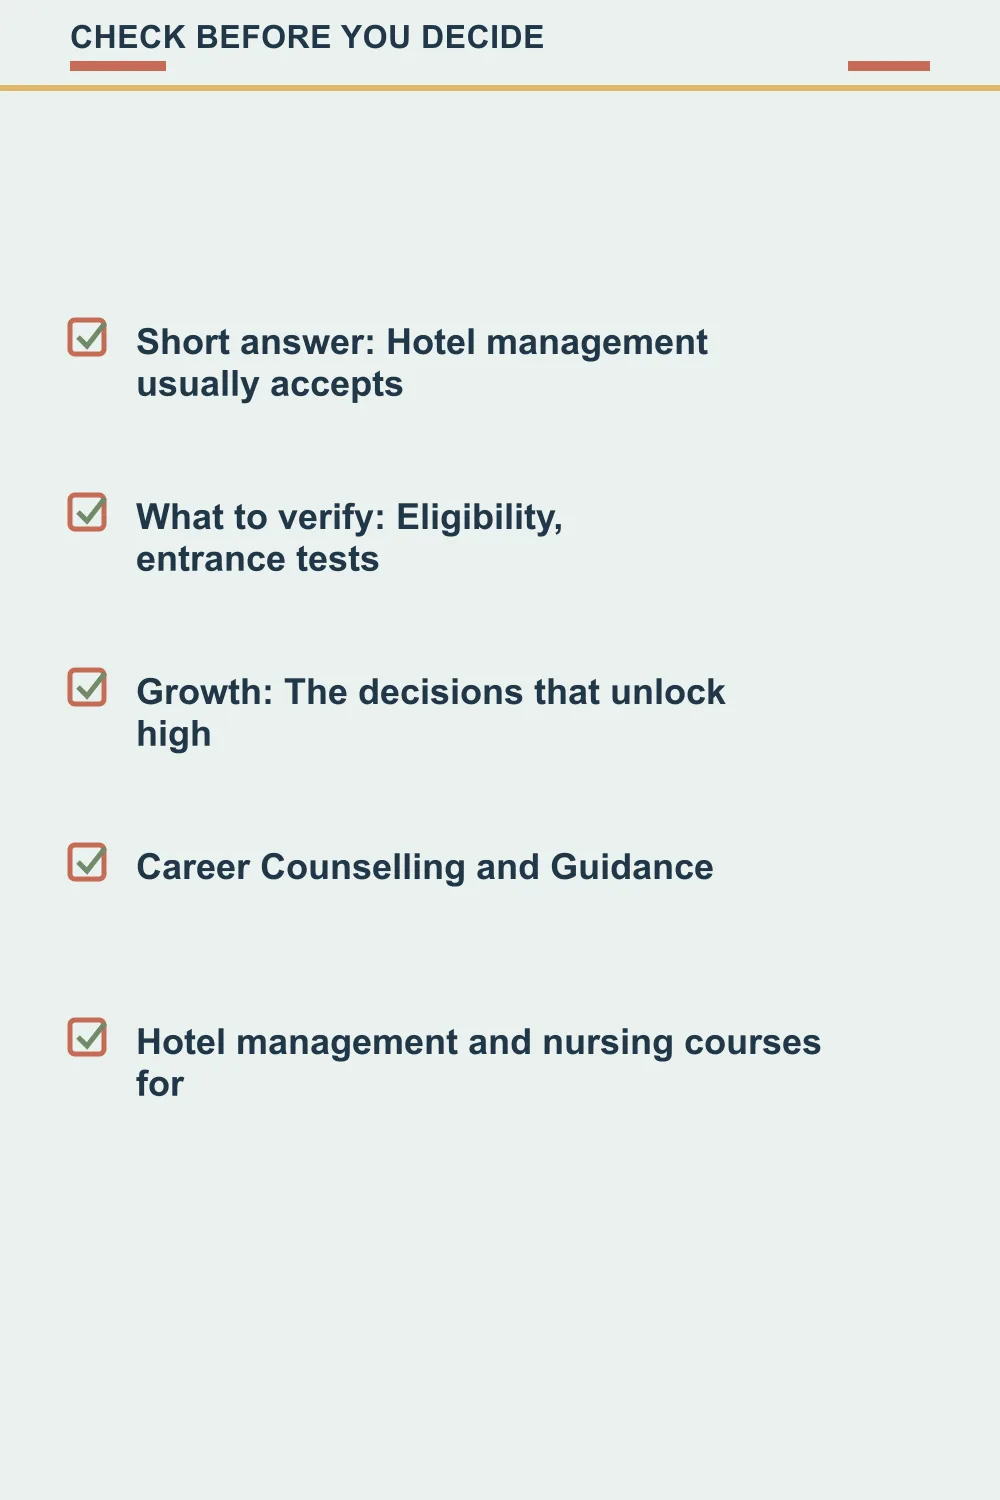 CHECK BEFORE YOU DECIDE
Short answer: Hotel management
usually accepts
What to verify: Eligibility,
entrance tests
Growth: The decisions that unlock
high
Career Counselling and Guidance
Hotel management and nursing courses
for